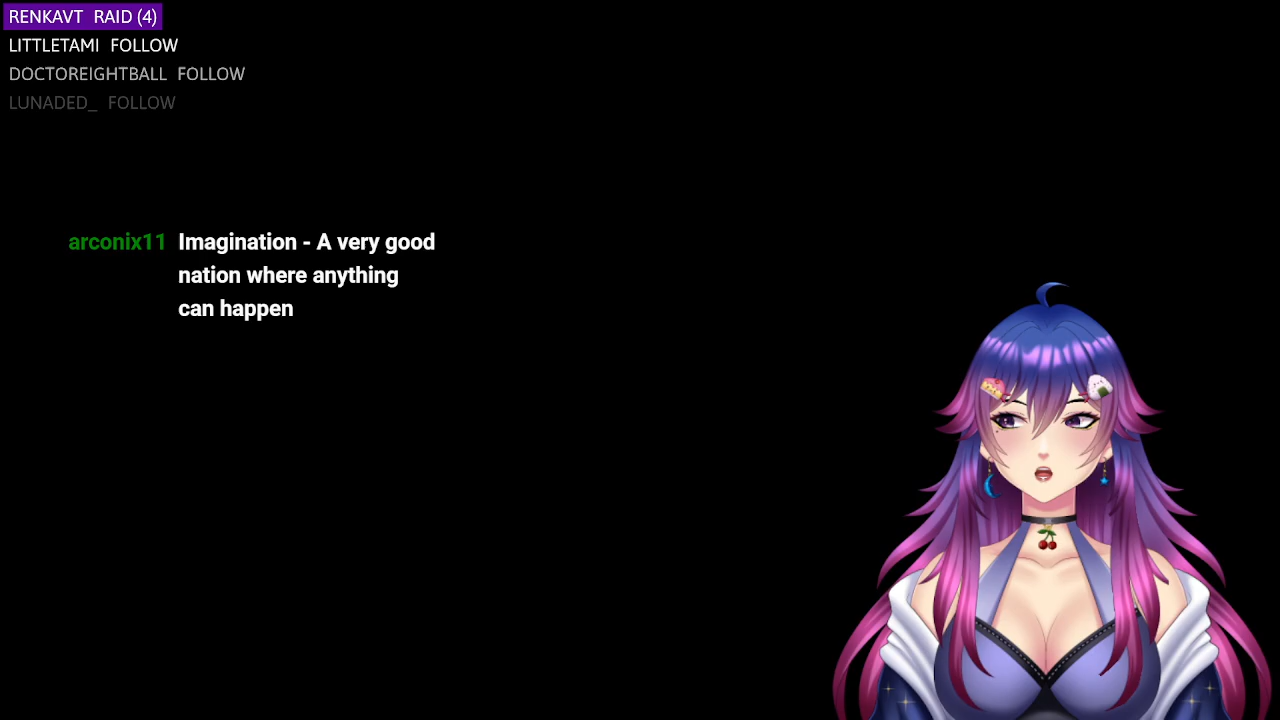 RENKAVT RAID (4)
LITTLETAMI FOLLOW
DOCTOREIGHTBALL FOLLOW
LUNADED_ FOLLOW
arconix11 Imagination - A very good
nation where anything
can happen